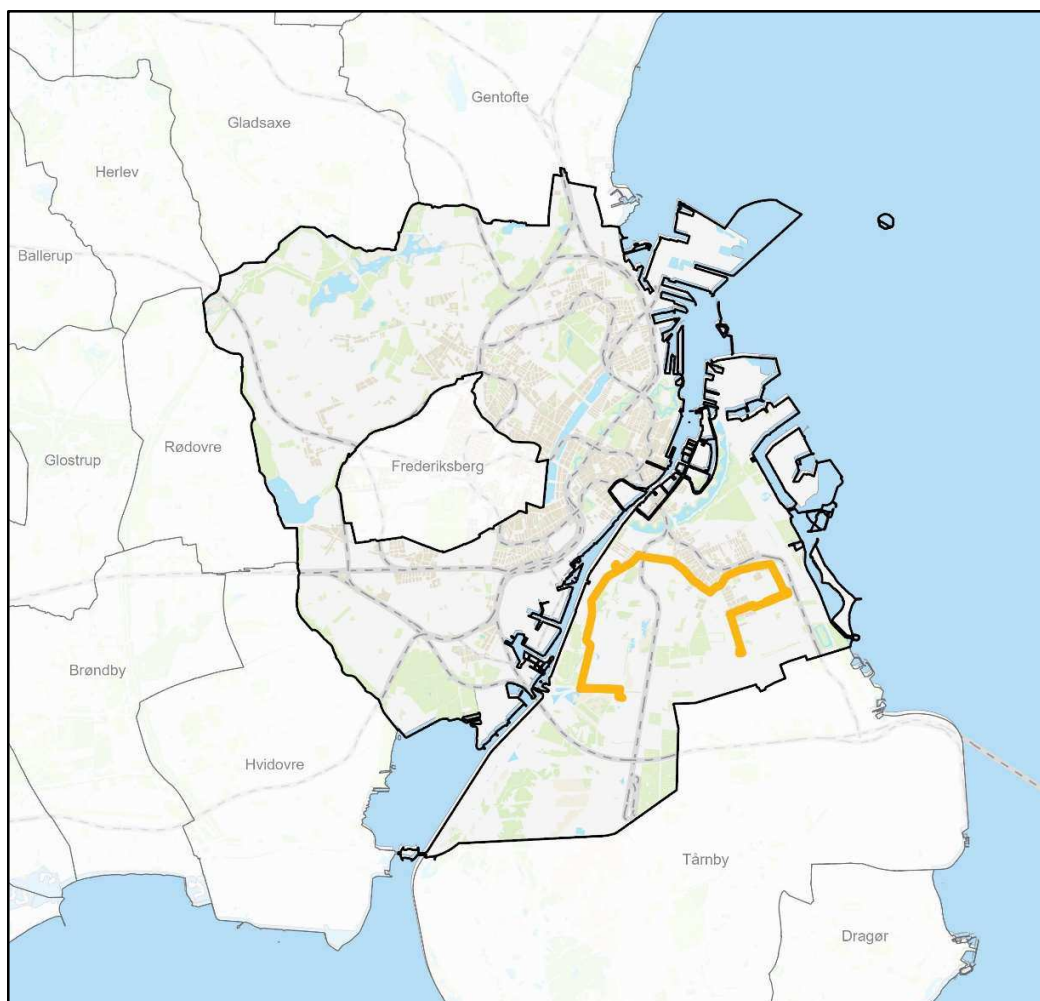 Gentofte
Gladsaxe
Herlev
Ballerup
Rødovre
Glostrup
Frederiksberg
Brøndby
Hvidovre
Tårnby
Dragør